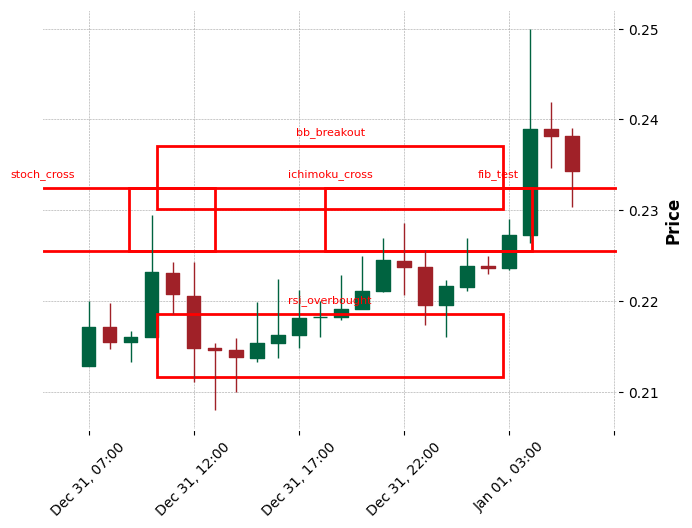 0.25
0.24
bb_breakout
stoch_cross
ichimoku_cross
fib_test
0.23
Price
0.22
rsi_overbought
0.21
Dec 31, 07:00
Dec 31, 12:00
Dec 31, 17:00
Dec 31, 22:00
Jan 01, 03:00